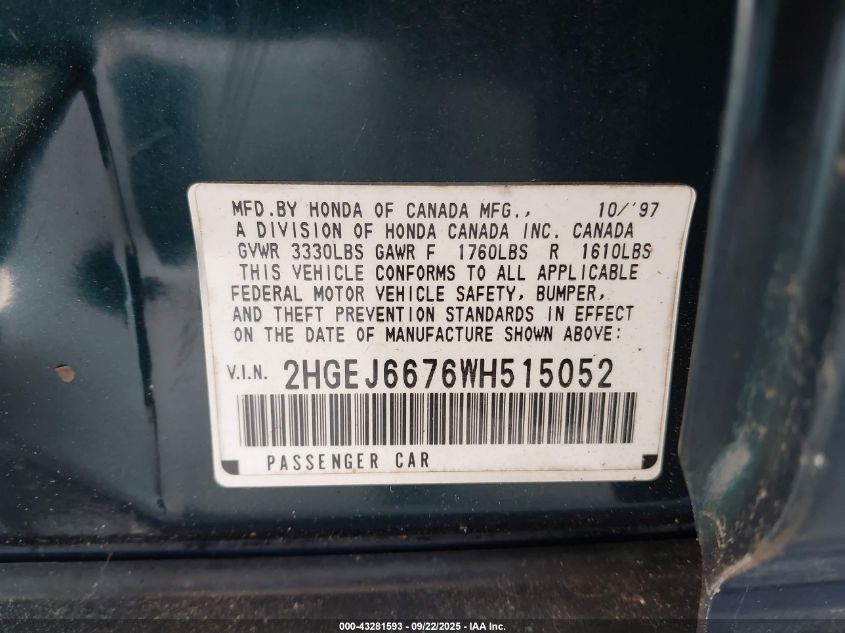 MFD.BY HONDA OF CANADA MFG., 10/'97
A DIVISION OF HONDA CANADA INC. CANADA
GVWR 3330LBS GAWR F 1760LBS R 1610LBS
THIS VEHICLE CONFORMS TO ALL APPLICABLE
FEDERAL MOTOR VEHICLE SAFETY, BUMPER,
AND THEFT PREVENTION STANDARDS IN EFFECT
ON THE DATE OF MANUFACTURE SHOWN ABOVE:
V.I.N. 2HGEJ6676WH515052
PASSENGER CAR
000-43281593 - 09/22/2025 - IAA Inc.